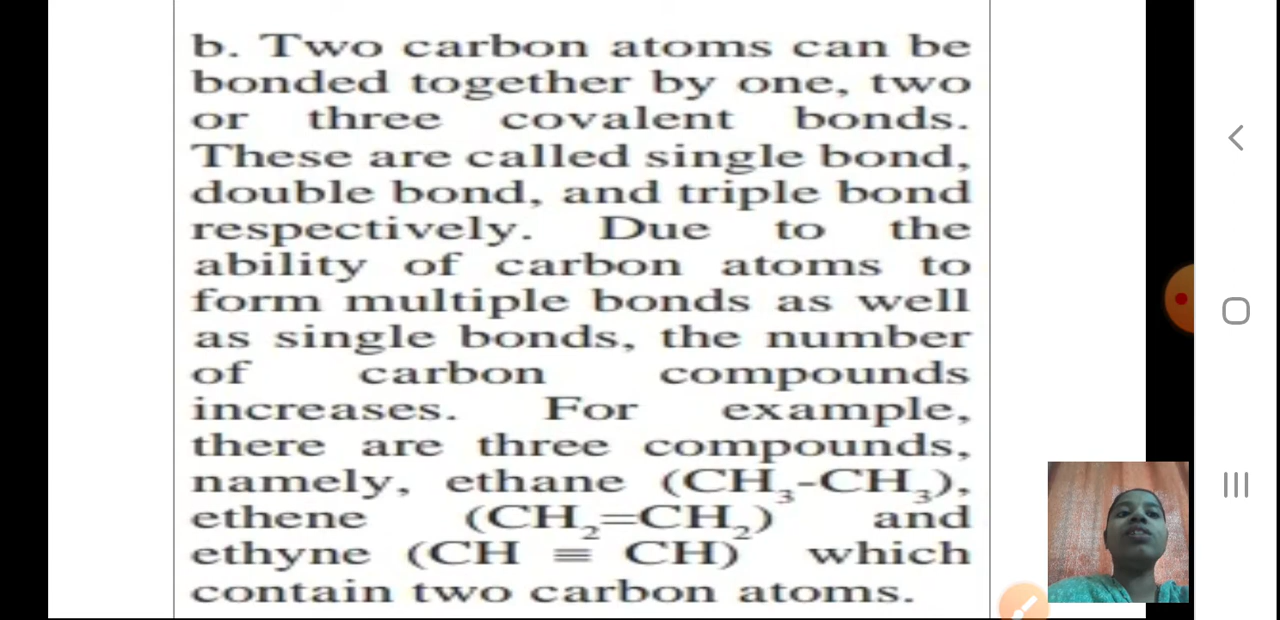 b. Two carbon atoms can be
bonded together by one, two
or three covalent bonds.
These are called single bond,
double bond, and triple bond
respectively. Due to the
ability of carbon atoms to
form multiple bonds as well
as single bonds, the number
of carbon compounds
increases. For example,
there are three compounds,
namely, ethane (CH₃-CH₃),
ethene (CH₂=CH₂) and
ethyne (CH ≡ CH) which
contain two carbon atoms.